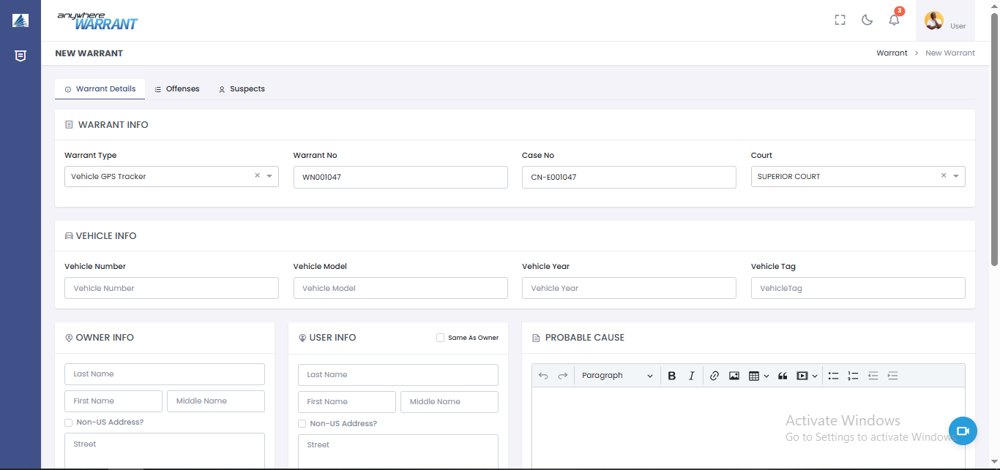 anywhere
WARRANT
3
User
NEW WARRANT
Warrant > New Warrant
Warrant Details Offenses Suspects
WARRANT INFO
Warrant Type Warrant No Case No Court
Vehicle GPS Tracker × WN001047 CN-E001047 SUPERIOR COURT ×
VEHICLE INFO
Vehicle Number Vehicle Model Vehicle Year Vehicle Tag
Vehicle Number Vehicle Model Vehicle Year VehicleTag
OWNER INFO
Last Name
First Name Middle Name
Non-US Address?
Street
USER INFO Same As Owner
Last Name
First Name Middle Name
Non-US Address?
Street
PROBABLE CAUSE
Paragraph B I
Activate Windows
Go to Settings to activate Windows.